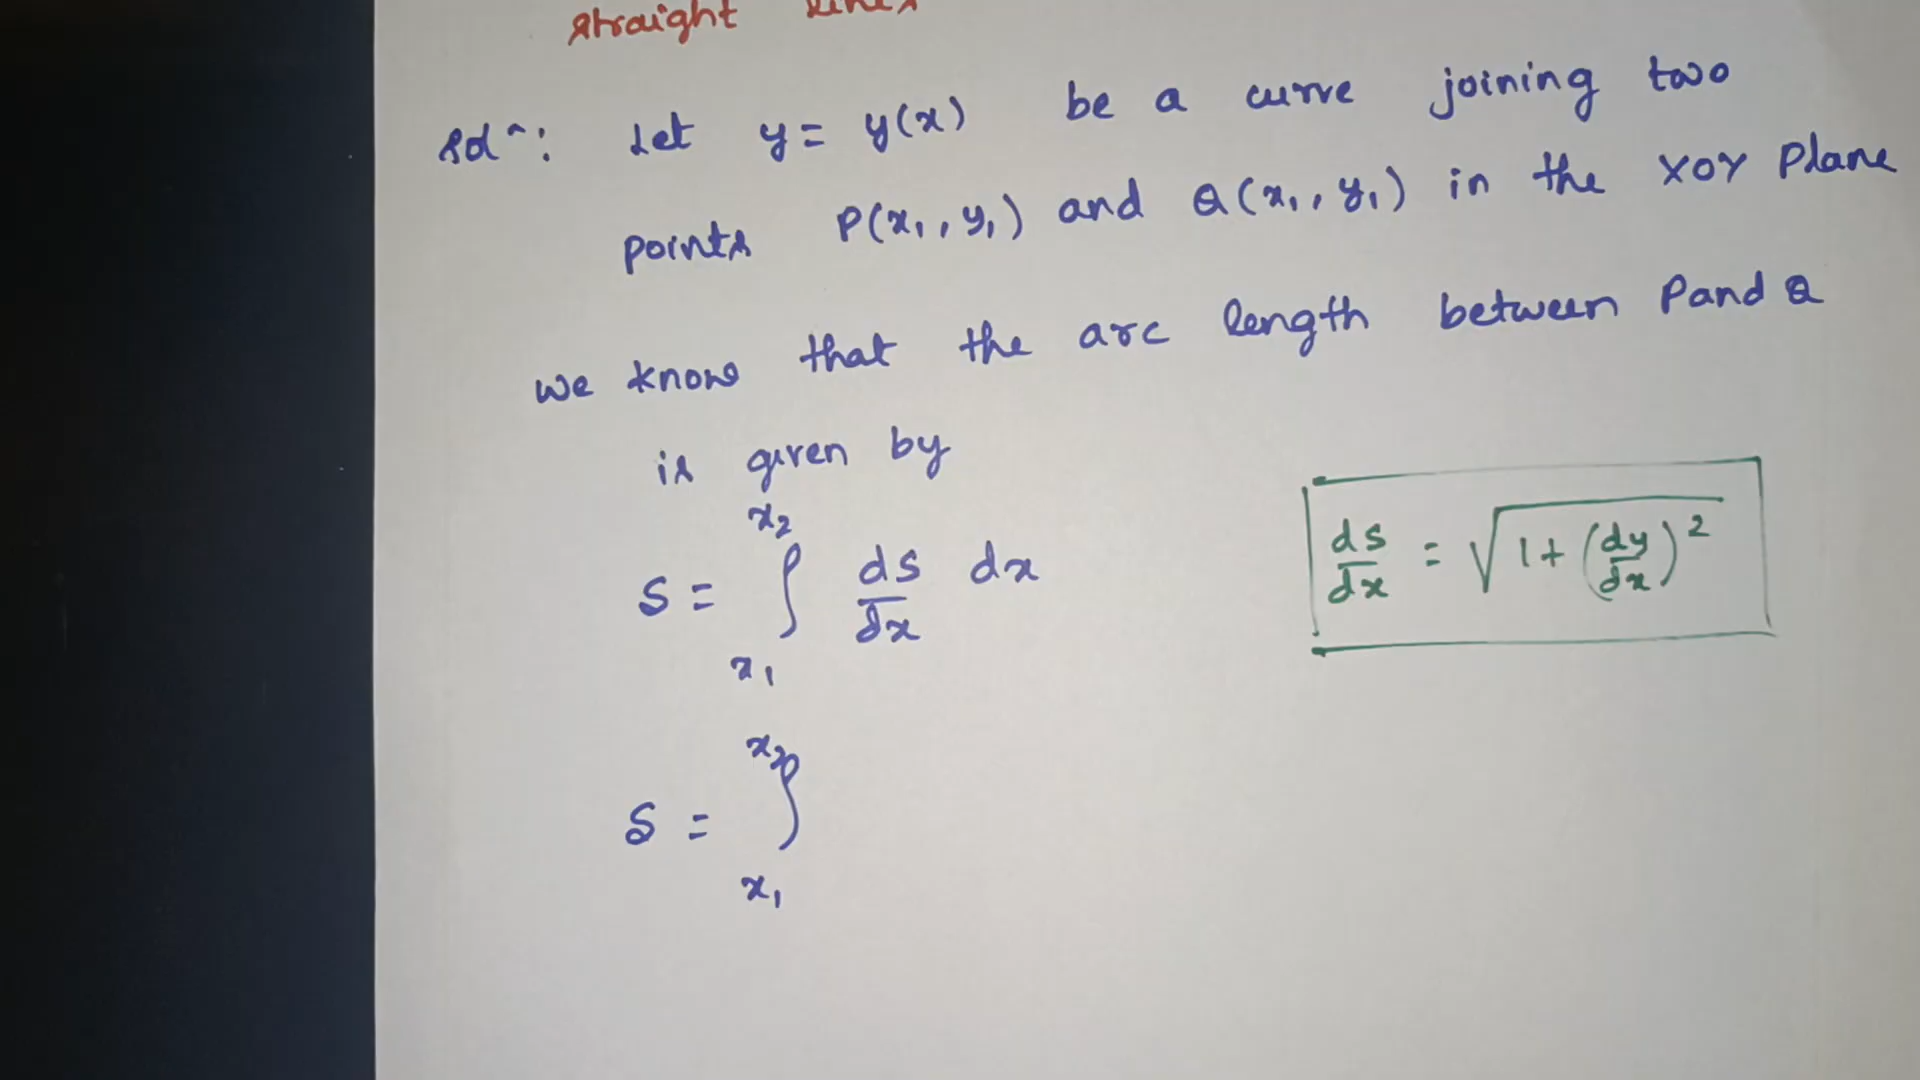 straight lines
Soln: Let y = y(x) be a curve joining two
points P(x₁, y₁) and Q(x₁, y₁) in the XOY Plane
we know that the arc length between P and Q
is given by
S = ∫_{x₁}^{x₂} ds/dx dx
ds/dx = √(1 + (dy/dx)²)
S = ∫_{x₁}^{x₂}